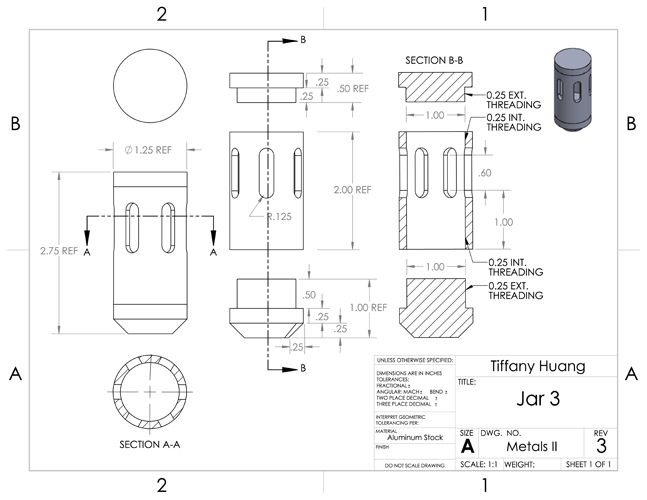 2
1
B
SECTION B-B
.25
.50 REF
.25
0.25 EXT.
THREADING
1.00
0.25 INT.
THREADING
B
B
Ø 1.25 REF
.60
2.00 REF
R.125
1.00
2.75 REF
A
A
0.25 INT.
THREADING
1.00
0.25 EXT.
THREADING
.50
1.00 REF
.25
.25
.25
B
A
A
SECTION A-A
UNLESS OTHERWISE SPECIFIED:
DIMENSIONS ARE IN INCHES
TOLERANCES:
FRACTIONAL ±
ANGULAR: MACH ± BEND ±
TWO PLACE DECIMAL ±
THREE PLACE DECIMAL ±
INTERPRET GEOMETRIC
TOLERANCING PER:
MATERIAL
Aluminum Stock
FINISH
DO NOT SCALE DRAWING
Tiffany Huang
TITLE:
Jar 3
SIZE
A
DWG. NO.
Metals II
REV
3
SCALE: 1:1
WEIGHT:
SHEET 1 OF 1
2
1